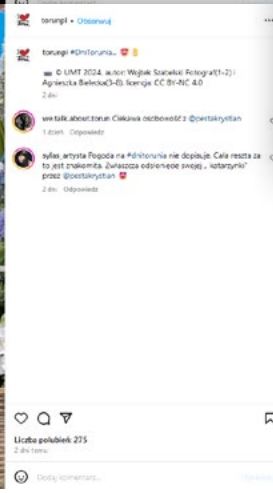 torunpl • Obserwuj
torunpl #DniTorunia...
© UMT 2024, autor: Wojtek Szabelski Fotograf(1-2) i
Agnieszka Bielecka(3-8), licencja: CC BY-NC 4.0
2 dni
we.talk.about.torun Ciekawa osobowość z @pestakrystian
1 dzień Odpowiedz
sylas_artysta Pogoda na #dnitorunia nie dopisuje. Cała reszta za
to jest znakomita. Zwłaszcza odsłonięcie swojej ,, katarzynki"
przez @pestakrystian
2 dni Odpowiedz
Liczba polubień: 275
2 dni temu
Dodaj komentarz...